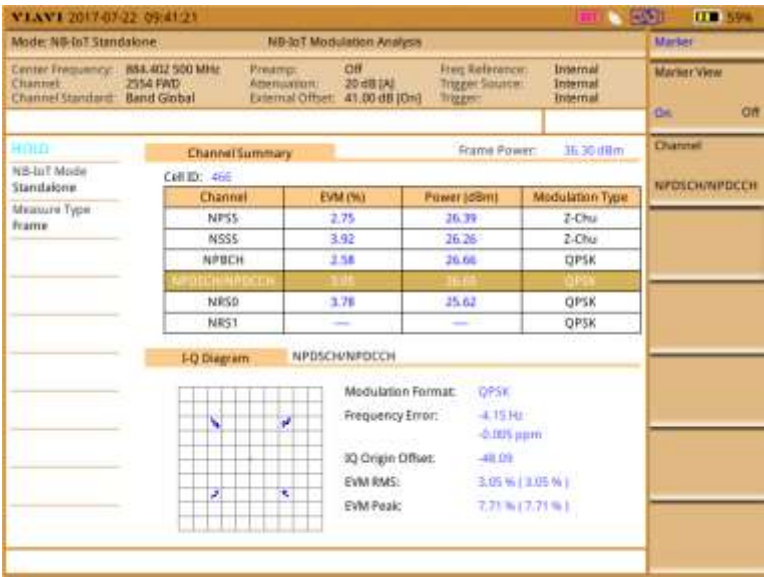 VIAVI 2017-07-22 09:41:21 EXT 59%
Mode: NB-IoT Standalone NB-IoT Modulation Analysis Marker
Center Frequency: 884.402 500 MHz Preamp: Off Freq Reference: Internal
Channel: 2554 FWD Attenuation: 20 dB [A] Trigger Source: Internal
Channel Standard: Band Global External Offset: 41.00 dB [On] Trigger: Internal
Marker View
On Off
HOLD Channel Summary Frame Power: 36.30 dBm
Channel
NPDSCH/NPDCCH
NB-IoT Mode
Standalone
Measure Type
Frame
Cell ID: 466
Channel EVM (%) Power (dBm) Modulation Type
NPSS 2.75 26.39 Z-Chu
NSSS 3.92 26.26 Z-Chu
NPBCH 2.58 26.66 QPSK
NPDSCH/NPDCCH 3.05 QPSK
NRS0 3.78 25.62 QPSK
NRS1 --- --- QPSK
I-Q Diagram NPDSCH/NPDCCH
Modulation Format: QPSK
Frequency Error: -4.15 Hz
-0.005 ppm
IQ Origin Offset: -48.09
EVM RMS: 3.05 % ( 3.05 % )
EVM Peak: 7.71 % ( 7.71 % )